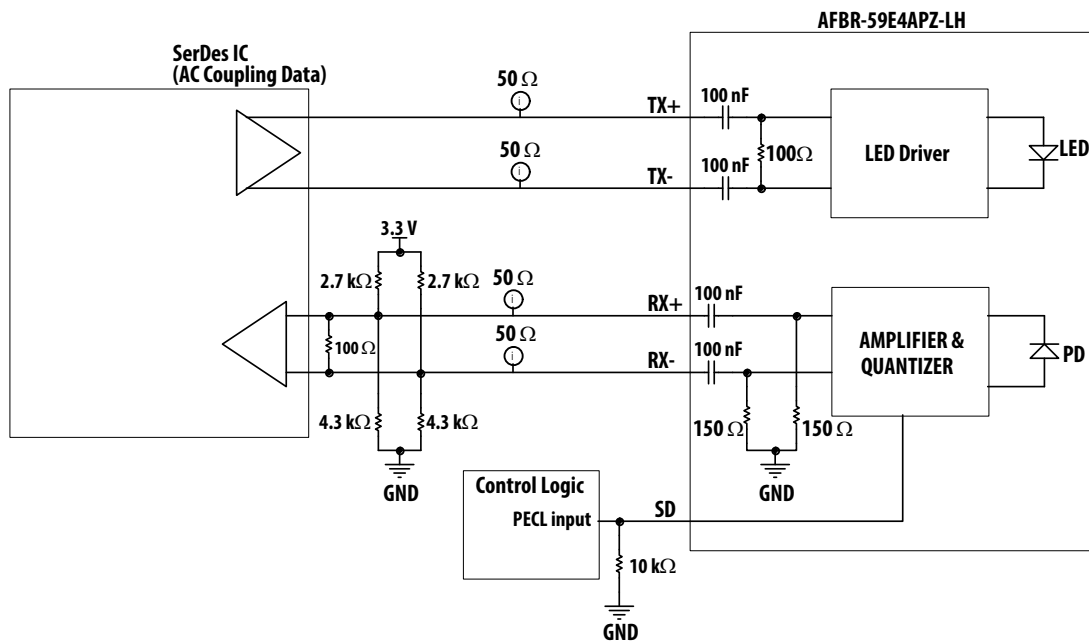 AFBR-59E4APZ-LH
SerDes IC
(AC Coupling Data)
50 Ω
i
TX+
100 nF
100Ω
LED Driver
LED
50 Ω
i
TX-
100 nF
3.3 V
2.7 kΩ
2.7 kΩ
50 Ω
i
RX+
100 nF
100 Ω
50 Ω
i
RX-
100 nF
AMPLIFIER &
QUANTIZER
PD
4.3 kΩ
4.3 kΩ
150 Ω
150 Ω
GND
GND
Control Logic
PECL input
SD
10 kΩ
GND